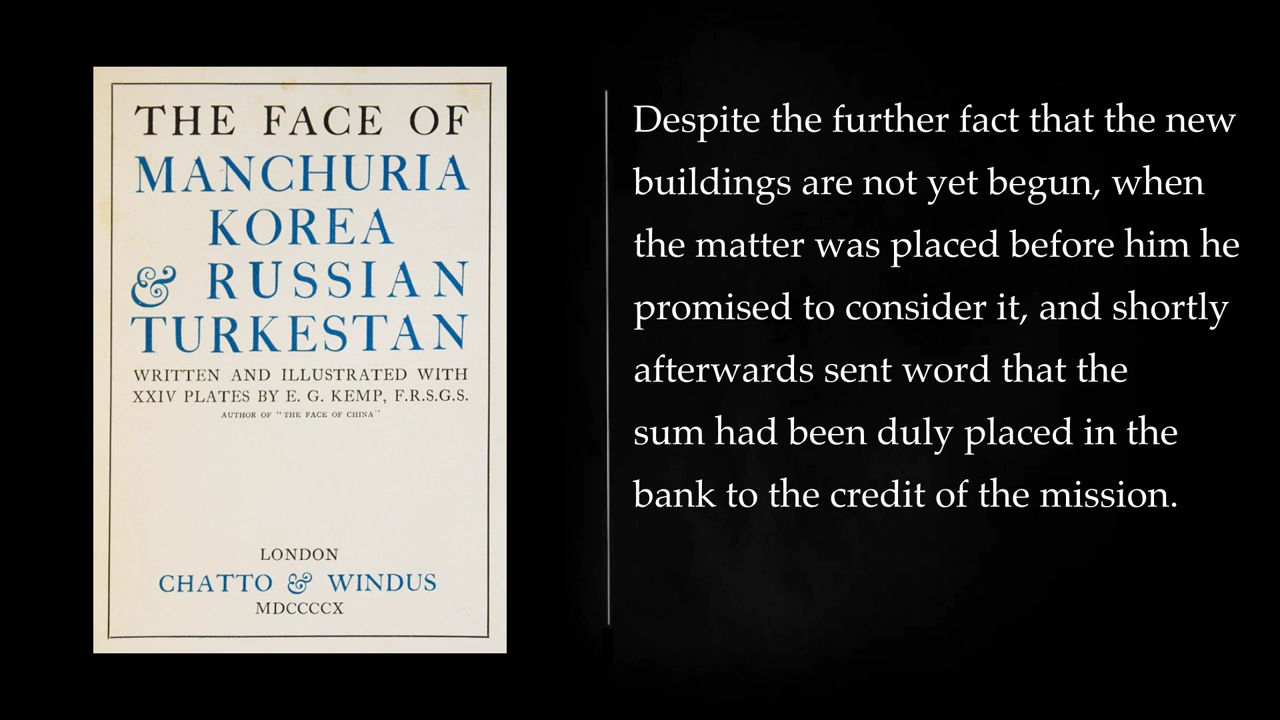 THE FACE OF
MANCHURIA
KOREA
& RUSSIAN
TURKESTAN
WRITTEN AND ILLUSTRATED WITH
XXIV PLATES BY E. G. KEMP, F.R.S.G.S.
AUTHOR OF "THE FACE OF CHINA"
LONDON
CHATTO & WINDUS
MDCCCCX
Despite the further fact that the new
buildings are not yet begun, when
the matter was placed before him he
promised to consider it, and shortly
afterwards sent word that the
sum had been duly placed in the
bank to the credit of the mission.